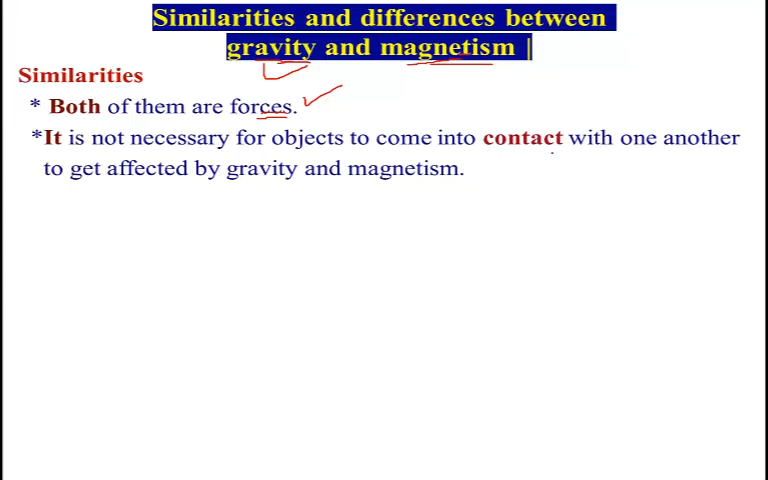 Similarities and differences between
gravity and magnetism |
Similarities
* Both of them are forces.
*It is not necessary for objects to come into contact with one another
to get affected by gravity and magnetism.